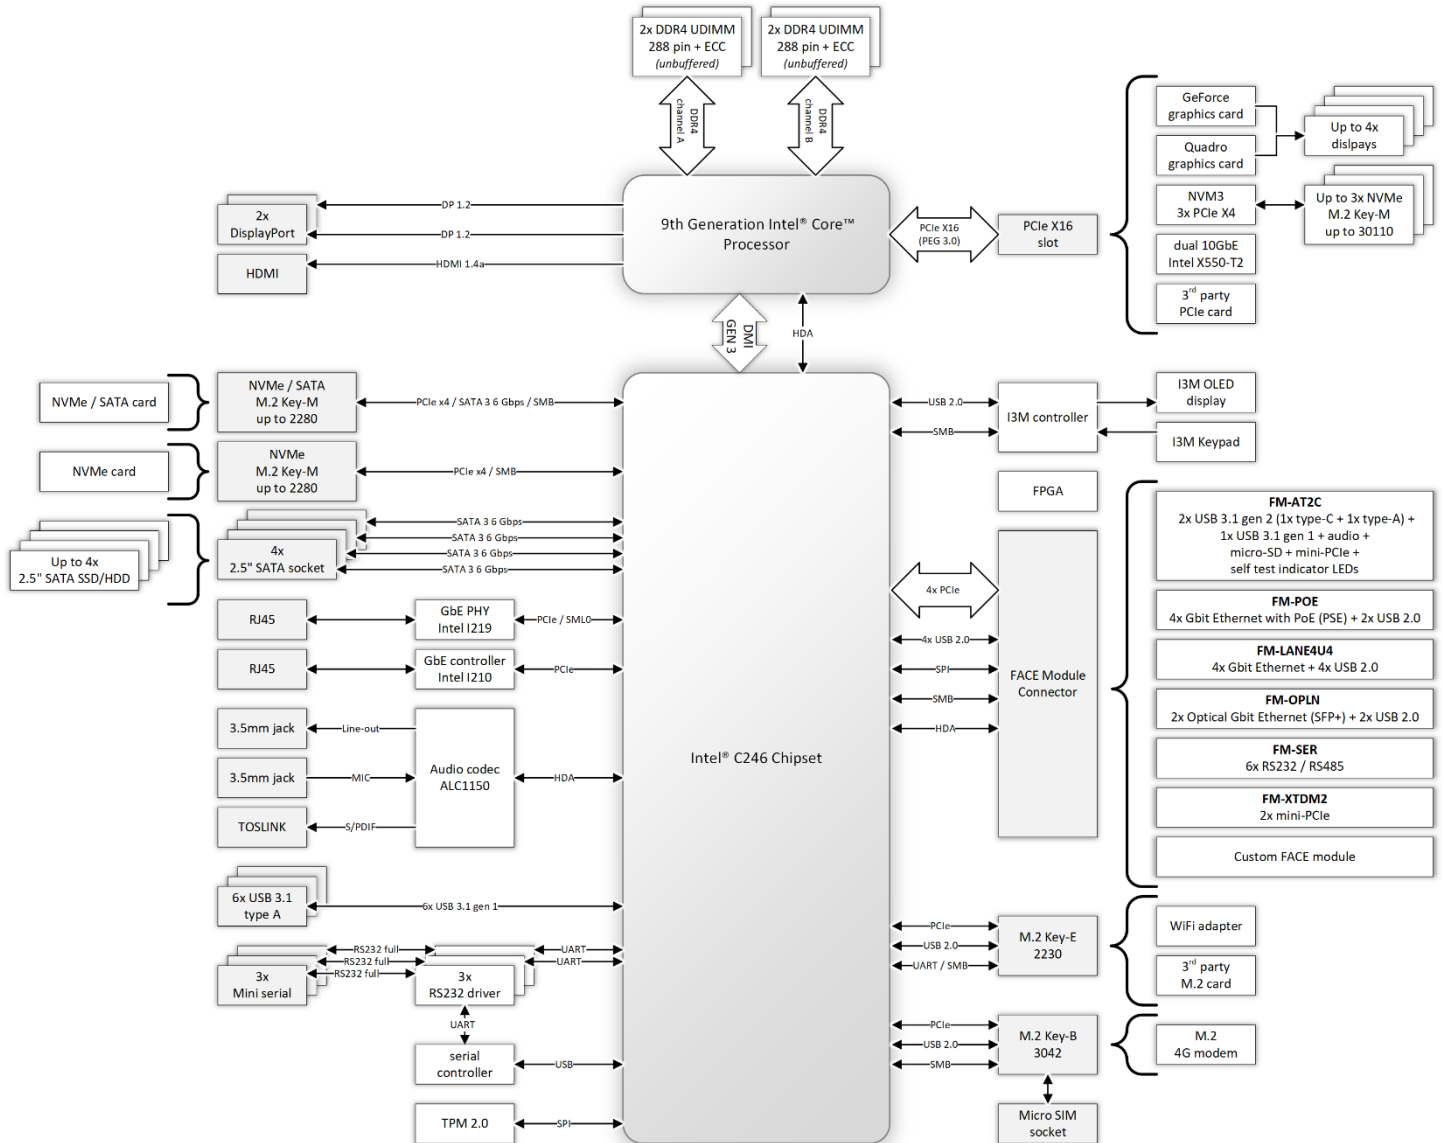 2x DDR4 UDIMM
288 pin + ECC
(unbuffered)
2x DDR4 UDIMM
288 pin + ECC
(unbuffered)
DDR4
channel A
DDR4
channel B
9th Generation Intel® Core™
Processor
DP 1.2
DP 1.2
HDMI 1.4a
2x
DisplayPort
HDMI
PCIe X16
(PEG 3.0)
PCIe X16
slot
GeForce
graphics card
Quadro
graphics card
Up to 4x
dislpays
NVM3
3x PCIe X4
Up to 3x NVMe
M.2 Key-M
up to 30110
dual 10GbE
Intel X550-T2
3rd party
PCIe card
DMI
GEN 3
HDA
Intel® C246 Chipset
NVMe / SATA card
NVMe / SATA
M.2 Key-M
up to 2280
PCIe x4 / SATA 3 6 Gbps / SMB
NVMe card
NVMe
M.2 Key-M
up to 2280
PCIe x4 / SMB
Up to 4x
2.5" SATA SSD/HDD
4x
2.5" SATA socket
SATA 3 6 Gbps
SATA 3 6 Gbps
SATA 3 6 Gbps
SATA 3 6 Gbps
RJ45
GbE PHY
Intel I219
PCIe / SML0
RJ45
GbE controller
Intel I210
PCIe
3.5mm jack
Line-out
3.5mm jack
MIC
TOSLINK
S/PDIF
Audio codec
ALC1150
HDA
6x USB 3.1
type A
6x USB 3.1 gen 1
3x
Mini serial
RS232 full
RS232 full
RS232 full
3x
RS232 driver
UART
UART
UART
serial
controller
USB
TPM 2.0
SPI
USB 2.0
SMB
I3M controller
I3M OLED
display
I3M Keypad
FPGA
4x PCIe
4x USB 2.0
SPI
SMB
HDA
FACE Module
Connector
FM-AT2C
2x USB 3.1 gen 2 (1x type-C + 1x type-A) +
1x USB 3.1 gen 1 + audio +
micro-SD + mini-PCIe +
self test indicator LEDs
FM-POE
4x Gbit Ethernet with PoE (PSE) + 2x USB 2.0
FM-LANE4U4
4x Gbit Ethernet + 4x USB 2.0
FM-OPLN
2x Optical Gbit Ethernet (SFP+) + 2x USB 2.0
FM-SER
6x RS232 / RS485
FM-XTDM2
2x mini-PCIe
Custom FACE module
PCIe
USB 2.0
UART / SMB
M.2 Key-E
2230
WiFi adapter
3rd party
M.2 card
PCIe
USB 2.0
SMB
M.2 Key-B
3042
M.2
4G modem
Micro SIM
socket